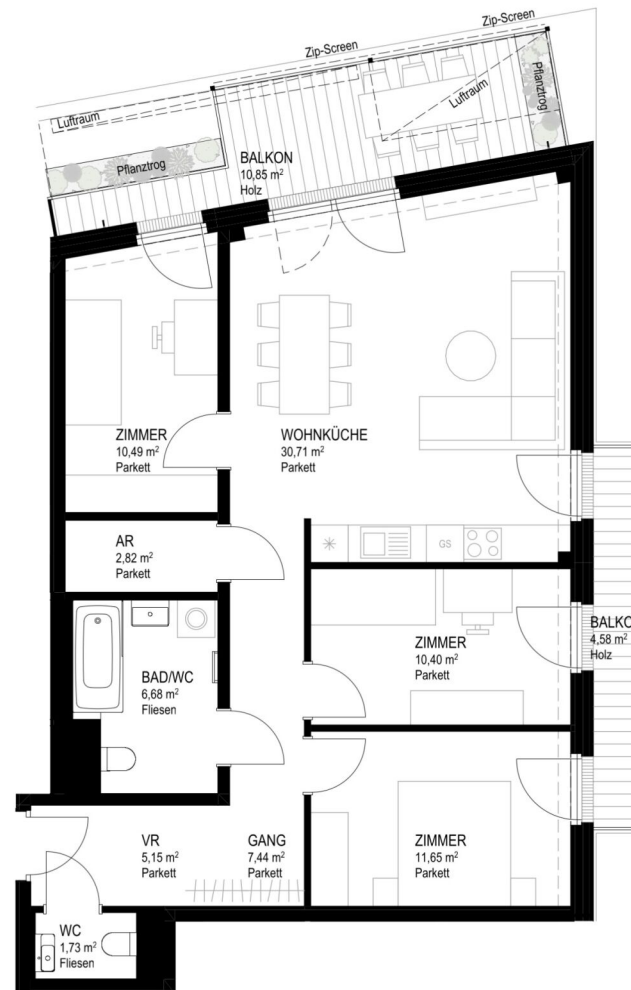 Zip-Screen
Zip-Screen
Luftraum
Luftraum
Pflanztrog
Pflanztrog
BALKON
10,85 m²
Holz
ZIMMER
10,49 m²
Parkett
WOHNKÜCHE
30,71 m²
Parkett
AR
2,82 m²
Parkett
GS
BAD/WC
6,68 m²
Fliesen
ZIMMER
10,40 m²
Parkett
BALKO
4,58 m²
Holz
VR
5,15 m²
Parkett
GANG
7,44 m²
Parkett
ZIMMER
11,65 m²
Parkett
WC
1,73 m²
Fliesen